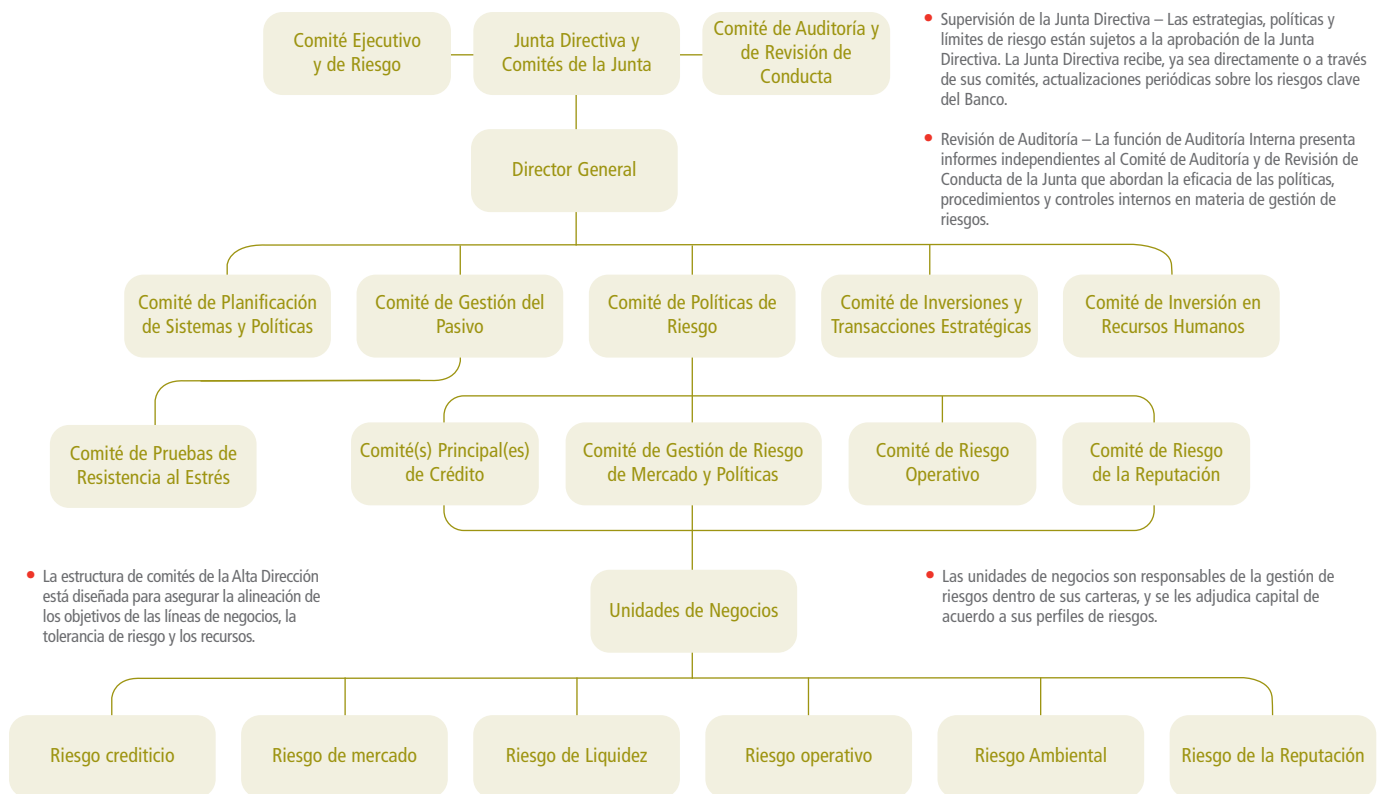 Comité Ejecutivo
y de Riesgo
Junta Directiva y
Comités de la Junta
Comité de Auditoría y
de Revisión de
Conducta
• Supervisión de la Junta Directiva – Las estrategias, políticas y
límites de riesgo están sujetos a la aprobación de la Junta
Directiva. La Junta Directiva recibe, ya sea directamente o a través
de sus comités, actualizaciones periódicas sobre los riesgos clave
del Banco.
• Revisión de Auditoría – La función de Auditoría Interna presenta
informes independientes al Comité de Auditoría y de Revisión de
Conducta de la Junta que abordan la eficacia de las políticas,
procedimientos y controles internos en materia de gestión de
riesgos.
Director General
Comité de Planificación
de Sistemas y Políticas
Comité de Gestión del
Pasivo
Comité de Políticas de
Riesgo
Comité de Inversiones y
Transacciones Estratégicas
Comité de Inversión en
Recursos Humanos
Comité de Pruebas de
Resistencia al Estrés
Comité(s) Principal(es)
de Crédito
Comité de Gestión de Riesgo
de Mercado y Políticas
Comité de Riesgo
Operativo
Comité de Riesgo
de la Reputación
• La estructura de comités de la Alta Dirección
está diseñada para asegurar la alineación de
los objetivos de las líneas de negocios, la
tolerancia de riesgo y los recursos.
Unidades de Negocios
• Las unidades de negocios son responsables de la gestión de
riesgos dentro de sus carteras, y se les adjudica capital de
acuerdo a sus perfiles de riesgos.
Riesgo crediticio
Riesgo de mercado
Riesgo de Liquidez
Riesgo operativo
Riesgo Ambiental
Riesgo de la Reputación